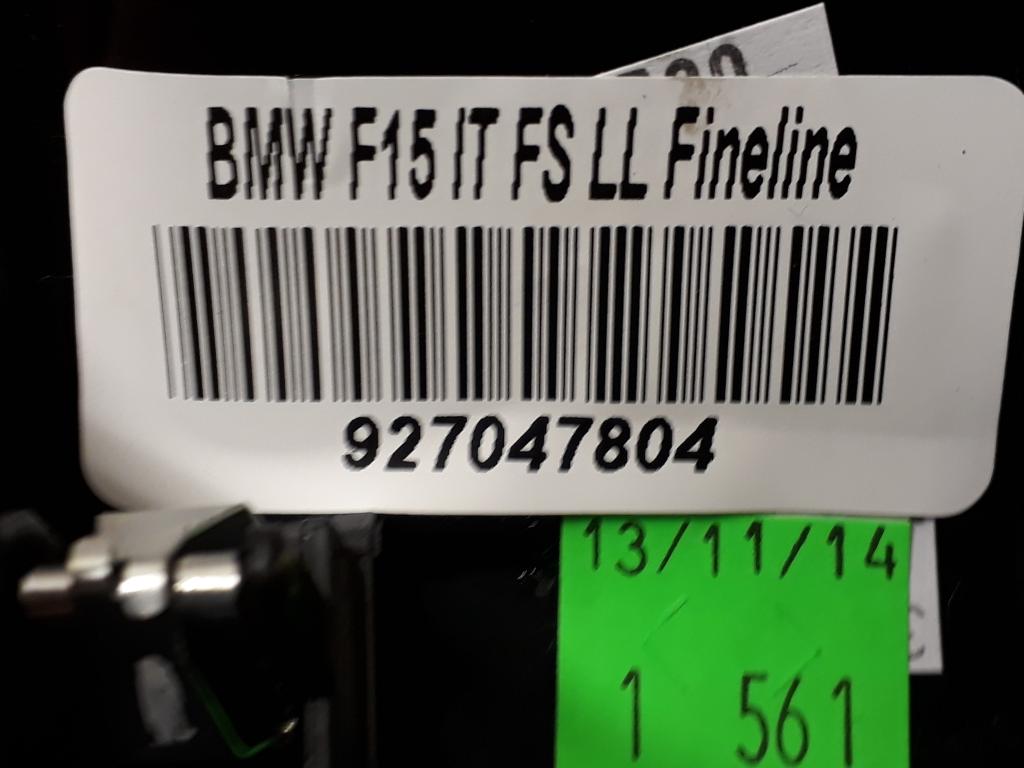 BMW F15 IT FS LL Fineline
927047804
13/11/14
1 561